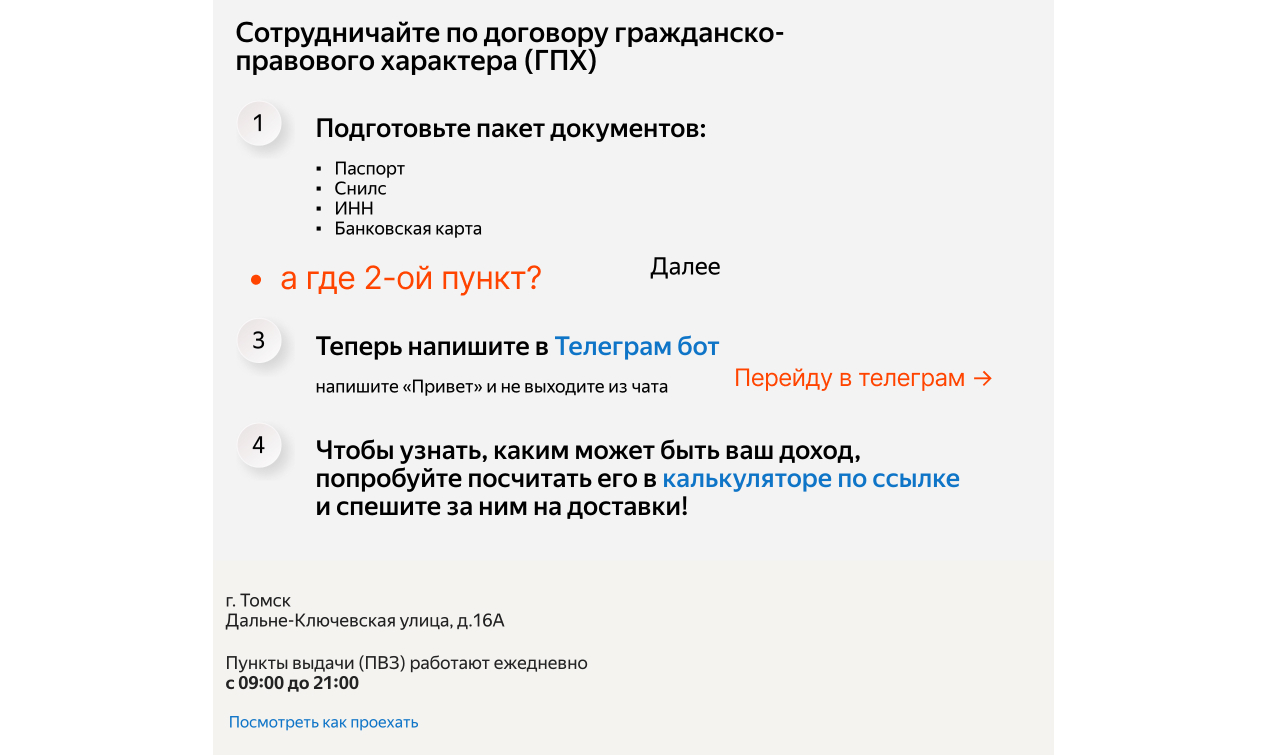 Сотрудничайте по договору гражданско-
правового характера (ГПХ)
1
Подготовьте пакет документов:
▪ Паспорт
▪ Снилс
▪ ИНН
▪ Банковская карта
• а где 2-ой пункт?
Далее
3
Теперь напишите в Телеграм бот
напишите «Привет» и не выходите из чата
Перейду в телеграм →
4
Чтобы узнать, каким может быть ваш доход,
попробуйте посчитать его в калькуляторе по ссылке
и спешите за ним на доставки!
г. Томск
Дальне-Ключевская улица, д.16А
Пункты выдачи (ПВЗ) работают ежедневно
с 09:00 до 21:00
Посмотреть как проехать